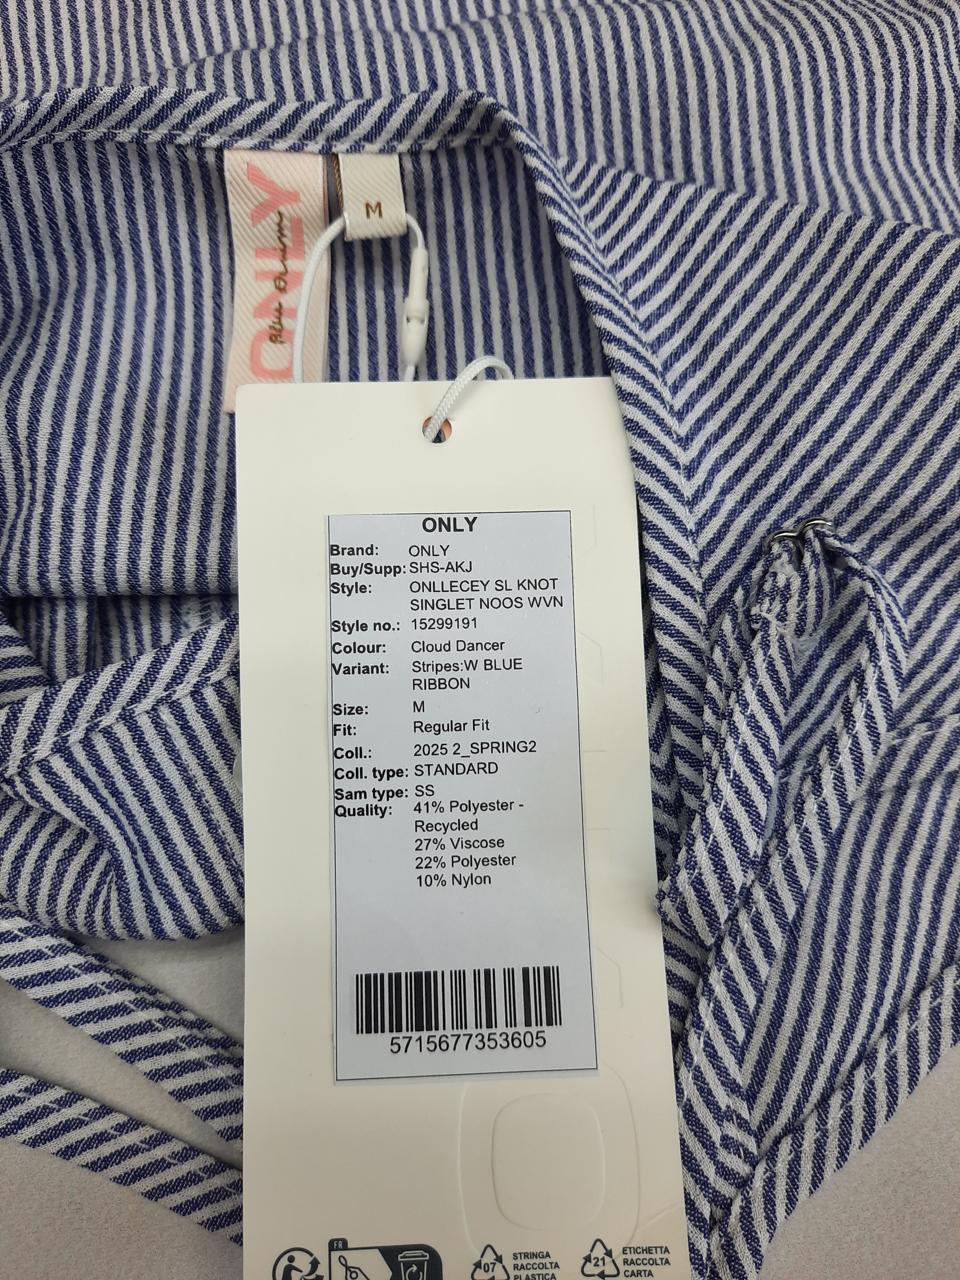 ONLY
Blue Denim
M
ONLY
Brand: ONLY
Buy/Supp: SHS-AKJ
Style: ONLLECEY SL KNOT
SINGLET NOOS WVN
Style no.: 15299191
Colour: Cloud Dancer
Variant: Stripes:W BLUE
RIBBON
Size: M
Fit: Regular Fit
Coll.: 2025 2_SPRING2
Coll. type: STANDARD
Sam type: SS
Quality: 41% Polyester -
Recycled
27% Viscose
22% Polyester
10% Nylon
5715677353605
FR
07
STRINGA
RACCOLTA
PLASTICA
21
ETICHETTA
RACCOLTA
CARTA